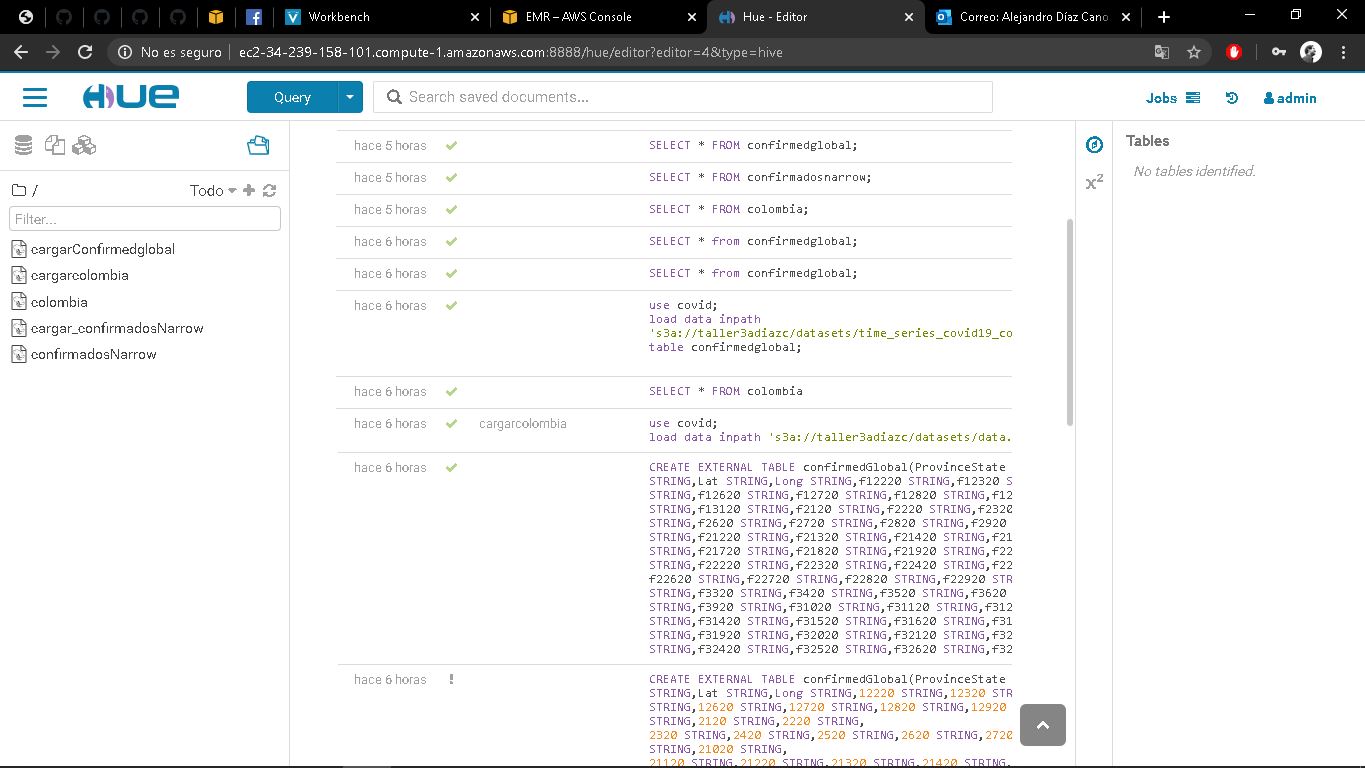 Workbench
EMR – AWS Console
Hue - Editor
Correo: Alejandro Díaz Cano
No es seguro
ec2-34-239-158-101.compute-1.amazonaws.com:8888/hue/editor?editor=4&type=hive
HUE
Query
Search saved documents...
Jobs
admin
/
Todo
Filter...
cargarConfirmedglobal
cargarcolombia
colombia
cargar_confirmadosNarrow
confirmadosNarrow
hace 5 horas SELECT * FROM confirmedglobal;
hace 5 horas SELECT * FROM confirmadosnarrow;
hace 5 horas SELECT * FROM colombia;
hace 6 horas SELECT * from confirmedglobal;
hace 6 horas SELECT * from confirmedglobal;
hace 6 horas use covid;
load data inpath
's3a://taller3adiazc/datasets/time_series_covid19_co
table confirmedglobal;
hace 6 horas SELECT * FROM colombia
hace 6 horas cargarcolombia use covid;
load data inpath 's3a://taller3adiazc/datasets/data.
hace 6 horas CREATE EXTERNAL TABLE confirmedGlobal(ProvinceState
STRING,Lat STRING,Long STRING,f12220 STRING,f12320 S
STRING,f12620 STRING,f12720 STRING,f12820 STRING,f12
STRING,f13120 STRING,f2120 STRING,f2220 STRING,f2320
STRING,f2620 STRING,f2720 STRING,f2820 STRING,f2920
STRING,f21220 STRING,f21320 STRING,f21420 STRING,f21
STRING,f21720 STRING,f21820 STRING,f21920 STRING,f22
STRING,f22220 STRING,f22320 STRING,f22420 STRING,f22
f22620 STRING,f22720 STRING,f22820 STRING,f22920 STR
STRING,f3320 STRING,f3420 STRING,f3520 STRING,f3620
STRING,f3920 STRING,f31020 STRING,f31120 STRING,f312
STRING,f31420 STRING,f31520 STRING,f31620 STRING,f31
STRING,f31920 STRING,f32020 STRING,f32120 STRING,f32
STRING,f32420 STRING,f32520 STRING,f32620 STRING,f32
hace 6 horas ! CREATE EXTERNAL TABLE confirmedGlobal(ProvinceState
STRING,Lat STRING,Long STRING,12220 STRING,12320 STR
STRING,12620 STRING,12720 STRING,12820 STRING,12920
STRING,2120 STRING,2220 STRING,
2320 STRING,2420 STRING,2520 STRING,2620 STRING,2720
STRING,21020 STRING,
21120 STRING,21220 STRING,21320 STRING,21420 STRING,
x²
Tables
No tables identified.